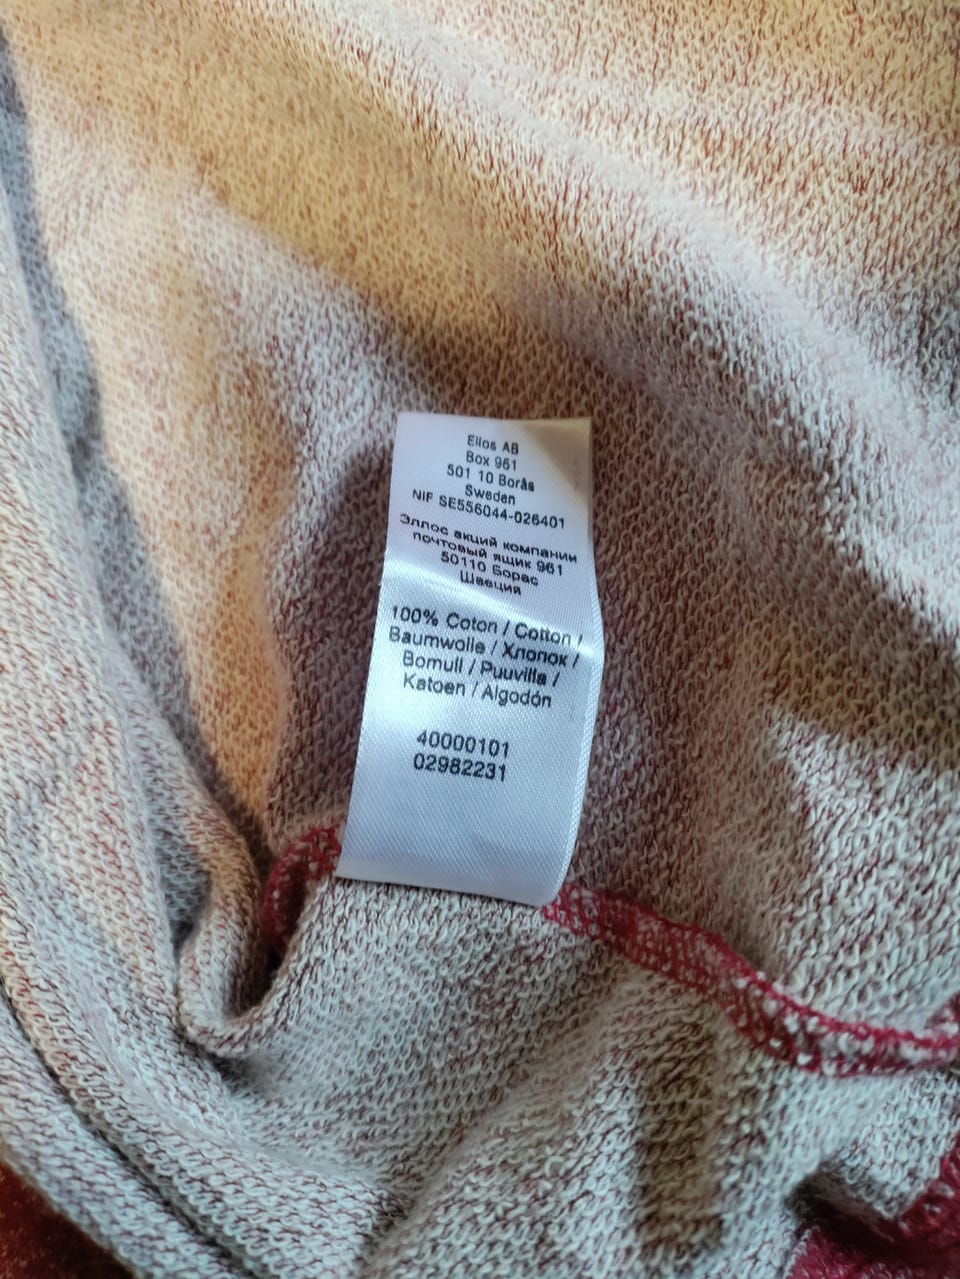 Ellos AB
Box 961
501 10 Borås
Sweden
NIF SE556044-026401
Эллос акций компании
почтовый ящик 961
50110 Борас
Швеция
100% Coton / Cotton /
Baumwolle / Хлопок /
Bomull / Puuvilla /
Katoen / Algodón
40000101
02982231